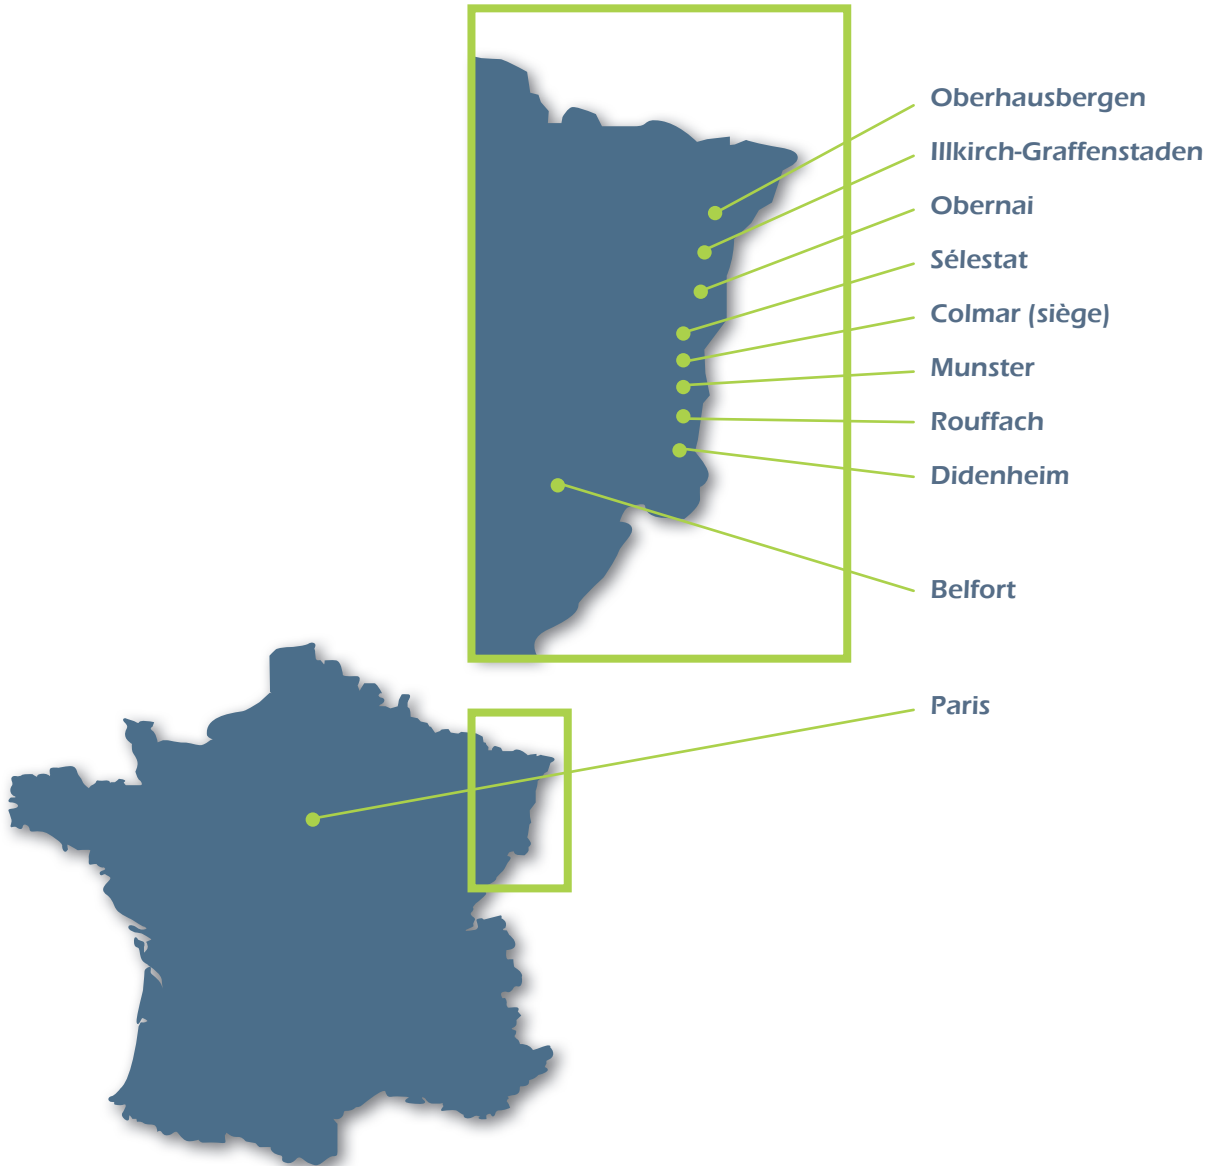 Oberhausbergen
Illkirch-Graffenstaden
Obernai
Sélestat
Colmar (siège)
Munster
Rouffach
Didenheim
Belfort
Paris